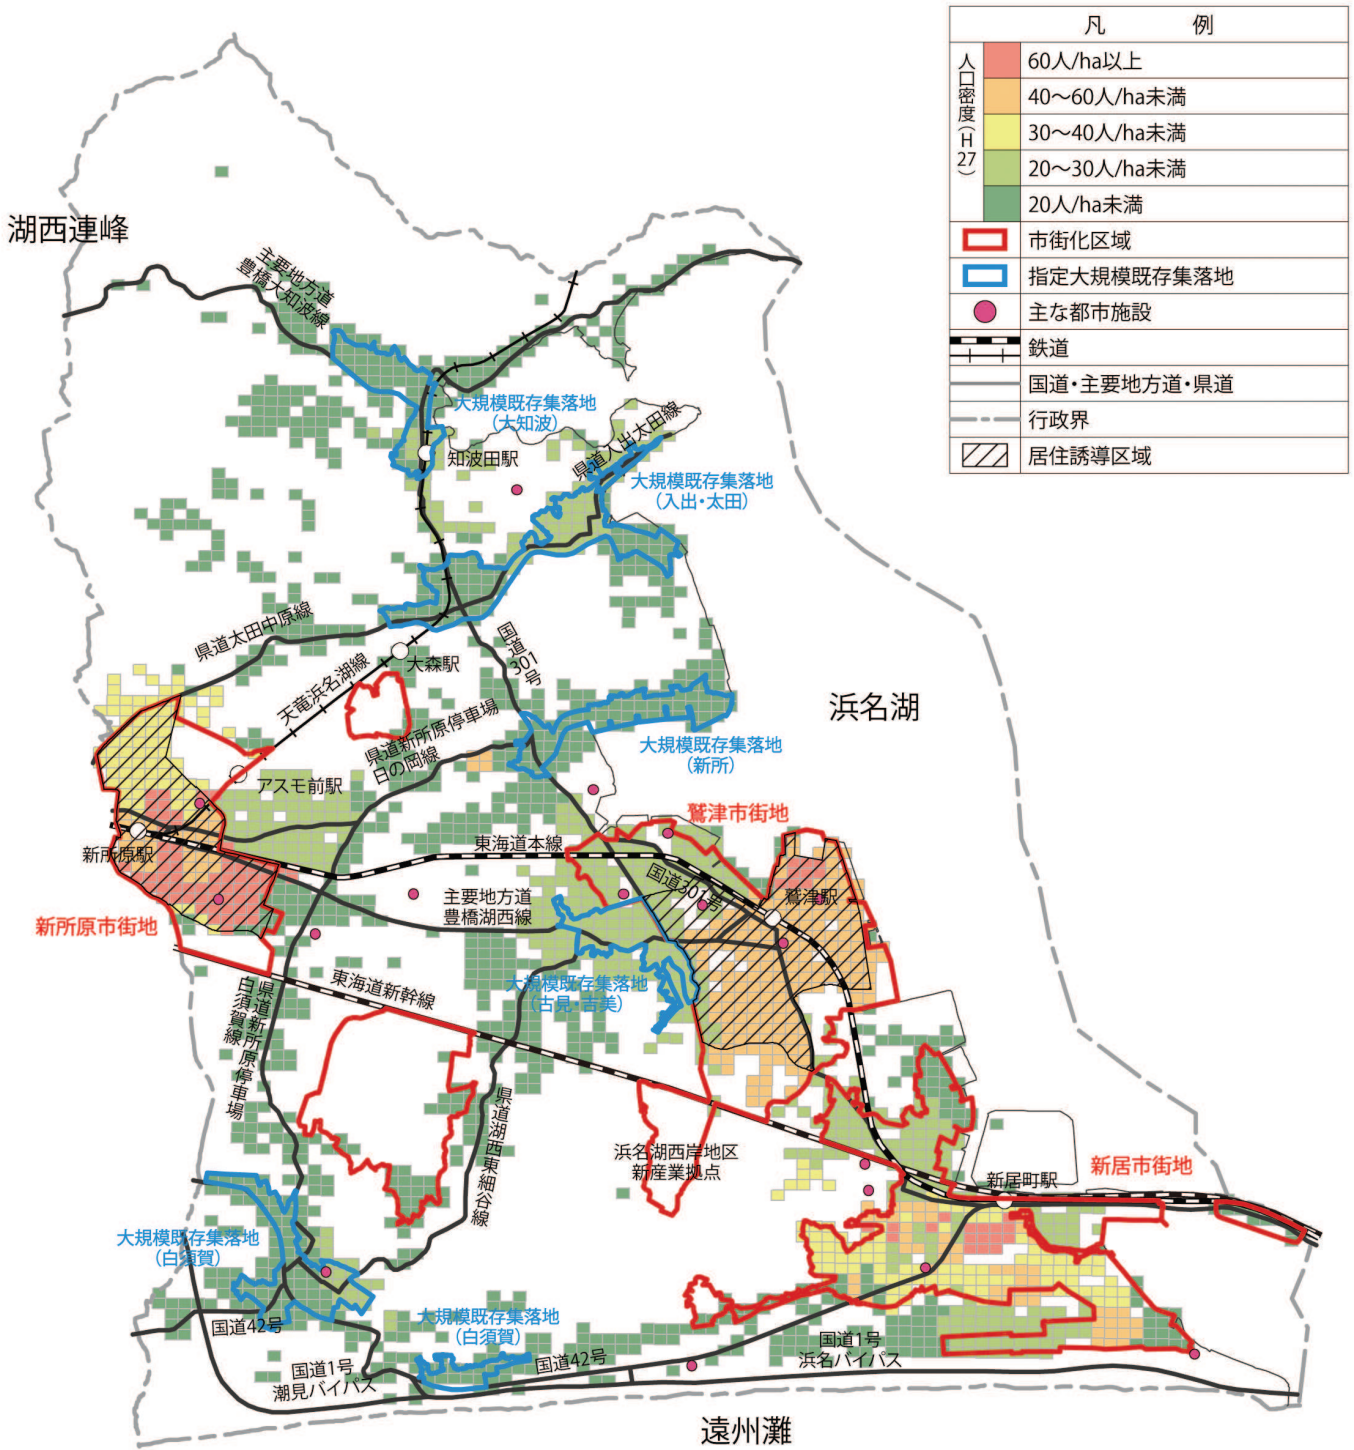 凡例
人口密度(H27)
60人/ha以上
40〜60人/ha未満
30〜40人/ha未満
20〜30人/ha未満
20人/ha未満
市街化区域
指定大規模既存集落地
主な都市施設
鉄道
国道・主要地方道・県道
行政界
居住誘導区域
湖西連峰
主要地方道
豊橋大知波線
大規模既存集落地
(大知波)
知波田駅
県道入出太田線
大規模既存集落地
(入出・太田)
県道太田中原線
天竜浜名湖線
大森駅
国道
301
号
県道新所原停車場
日の岡線
浜名湖
大規模既存集落地
(新所)
アスモ前駅
鷲津市街地
新所原駅
東海道本線
国道301号
鷲津駅
主要地方道
豊橋湖西線
新所原市街地
大規模既存集落地
(古見・吉美)
東海道新幹線
県道新所原停車場
白須賀線
県道湖西東細谷線
浜名湖西岸地区
新産業拠点
新居町駅
新居市街地
大規模既存集落地
(白須賀)
国道42号
大規模既存集落地
(白須賀)
国道42号
国道1号
潮見バイパス
国道1号
浜名バイパス
遠州灘